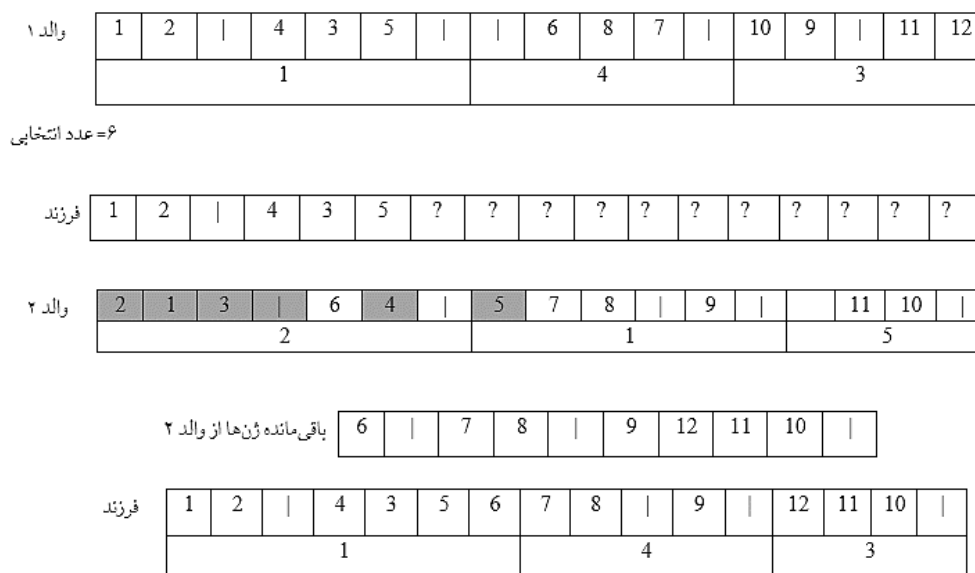 والد ۱ 1 2 | 4 3 5 | | 6 8 7 | 10 9 | 11 12
1 4 3
۶= عدد انتخابی
فرزند 1 2 | 4 3 5 ? ? ? ? ? ? ? ? ? ? ?
والد ۲ 2 1 3 | 6 4 | 5 7 8 | 9 | 11 10 |
2 1 5
باقی‌مانده ژن‌ها از والد ۲ 6 | 7 8 | 9 12 11 10 |
فرزند 1 2 | 4 3 5 6 7 8 | 9 | 12 11 10 |
1 4 3